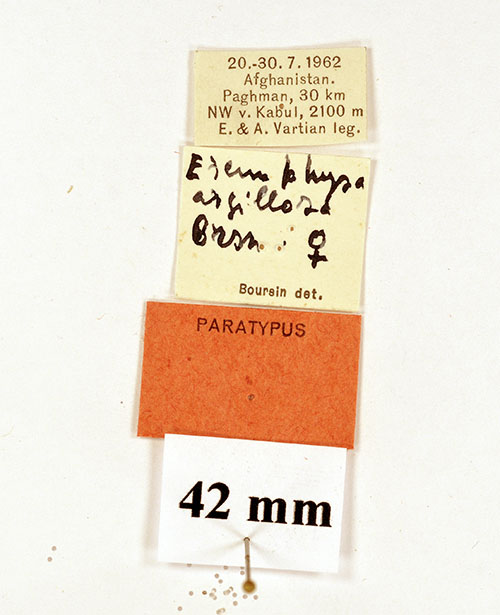 20.-30. 7. 1962
Afghanistan.
Paghman, 30 km
NW v. Kabul, 2100 m
E. & A. Vartian leg.
Eremophysa
argillosa
Brsn. ♀
Boursin det.
PARATYPUS
42 mm